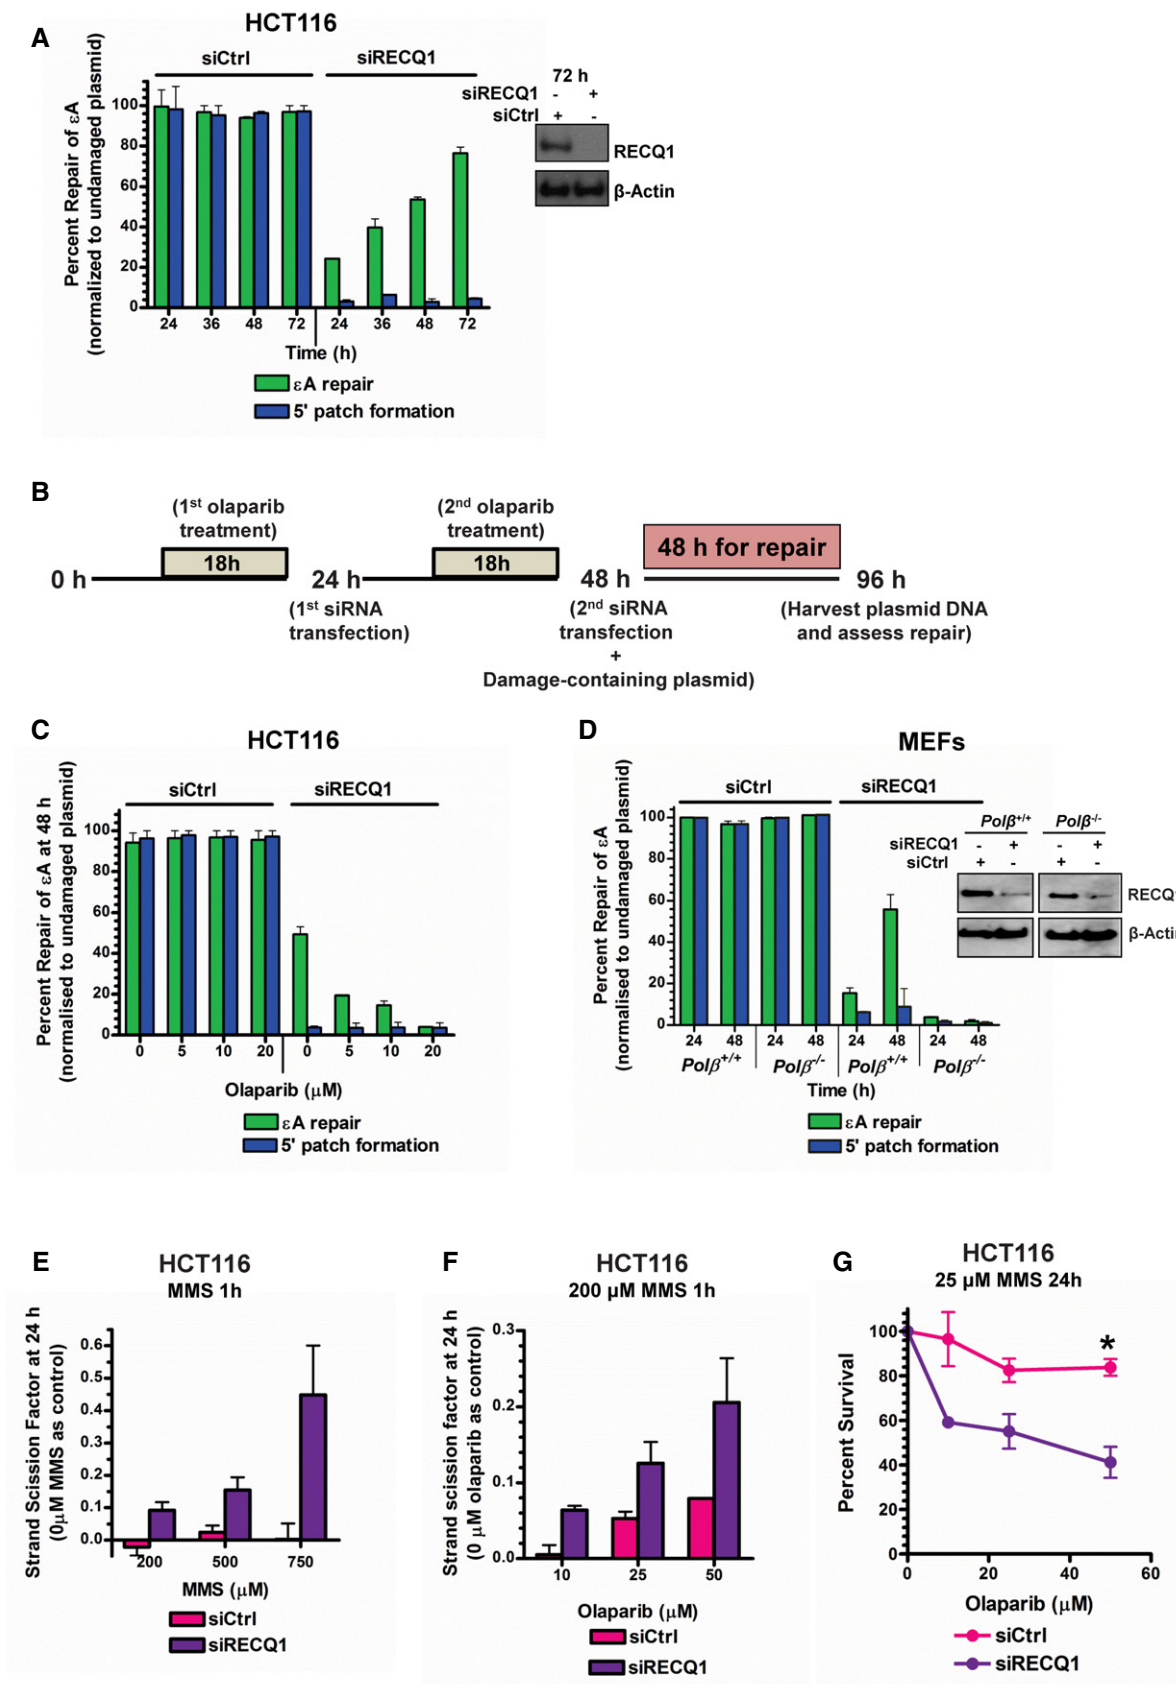 A
HCT116
siCtrl
siRECQ1
Percent Repair of εA
(normalized to undamaged plasmid)
100
80
60
40
20
0
24 36 48 72 24 36 48 72
Time (h)
εA repair
5' patch formation
72 h
siRECQ1 - +
siCtrl + -
RECQ1
β-Actin
B
(1st olaparib
treatment)
(2nd olaparib
treatment)
18h
18h
48 h for repair
0 h
24 h
48 h
96 h
(1st siRNA
transfection)
(2nd siRNA
transfection
+
Damage-containing plasmid)
(Harvest plasmid DNA
and assess repair)
C
HCT116
siCtrl
siRECQ1
Percent Repair of εA at 48 h
(normalised to undamaged plasmid)
100
80
60
40
20
0
0 5 10 20 0 5 10 20
Olaparib (μM)
εA repair
5' patch formation
D
MEFs
siCtrl
siRECQ1
Percent Repair of εA
(normalised to undamaged plasmid)
100
80
60
40
20
0
24 48 24 48 24 48 24 48
Polβ+/+ Polβ-/- Polβ+/+ Polβ-/-
Time (h)
εA repair
5' patch formation
Polβ+/+ Polβ-/-
siRECQ1 - + - +
siCtrl + - + -
RECQ
β-Acti
E
HCT116
MMS 1h
Strand Scission Factor at 24 h
(0μM MMS as control)
0.6
0.5
0.4
0.3
0.2
0.1
0.0
200 500 750
MMS (μM)
siCtrl
siRECQ1
F
HCT116
200 μM MMS 1h
Strand scission factor at 24 h
(0 μM olaparib as control)
0.3
0.2
0.1
0.0
10 25 50
Olaparib (μM)
siCtrl
siRECQ1
G
HCT116
25 μM MMS 24h
Percent Survival
100
80
60
40
20
0
*
0 20 40 60
Olaparib (μM)
siCtrl
siRECQ1